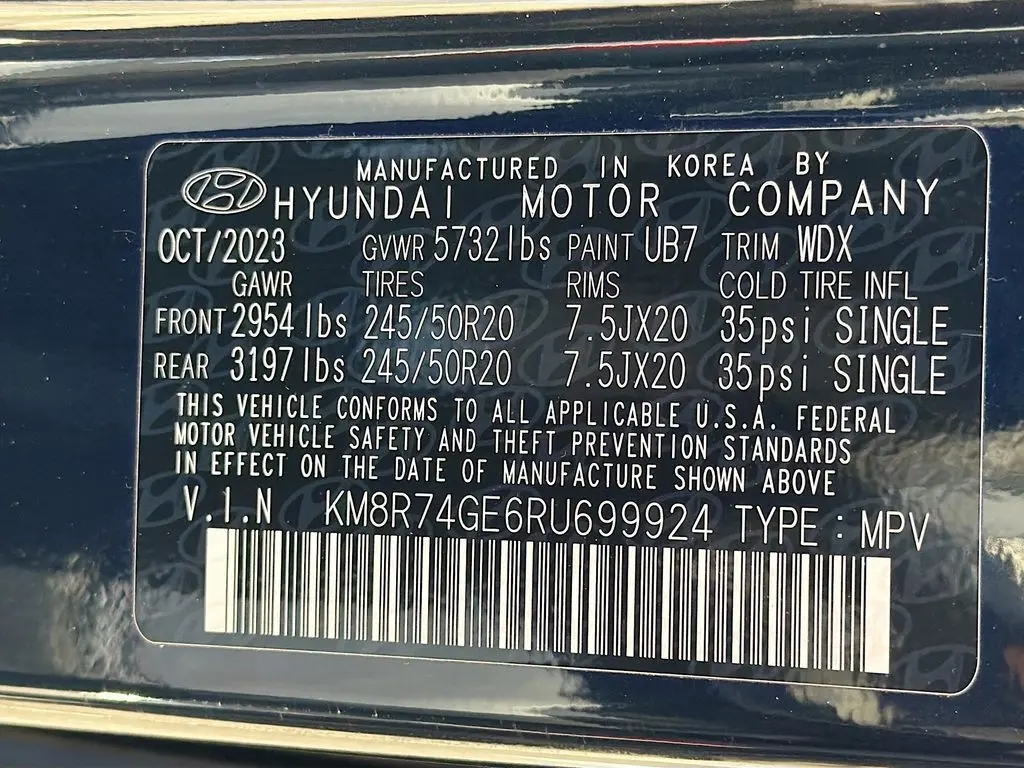 MANUFACTURED IN KOREA BY
HYUNDAI MOTOR COMPANY
OCT/2023 GVWR 5732lbs PAINT UB7 TRIM WDX
GAWR TIRES RIMS COLD TIRE INFL
FRONT 2954lbs 245/50R20 7.5JX20 35psi SINGLE
REAR 3197lbs 245/50R20 7.5JX20 35psi SINGLE
THIS VEHICLE CONFORMS TO ALL APPLICABLE U.S.A. FEDERAL
MOTOR VEHICLE SAFETY AND THEFT PREVENTION STANDARDS
IN EFFECT ON THE DATE OF MANUFACTURE SHOWN ABOVE
V.I.N KM8R74GE6RU699924 TYPE : MPV